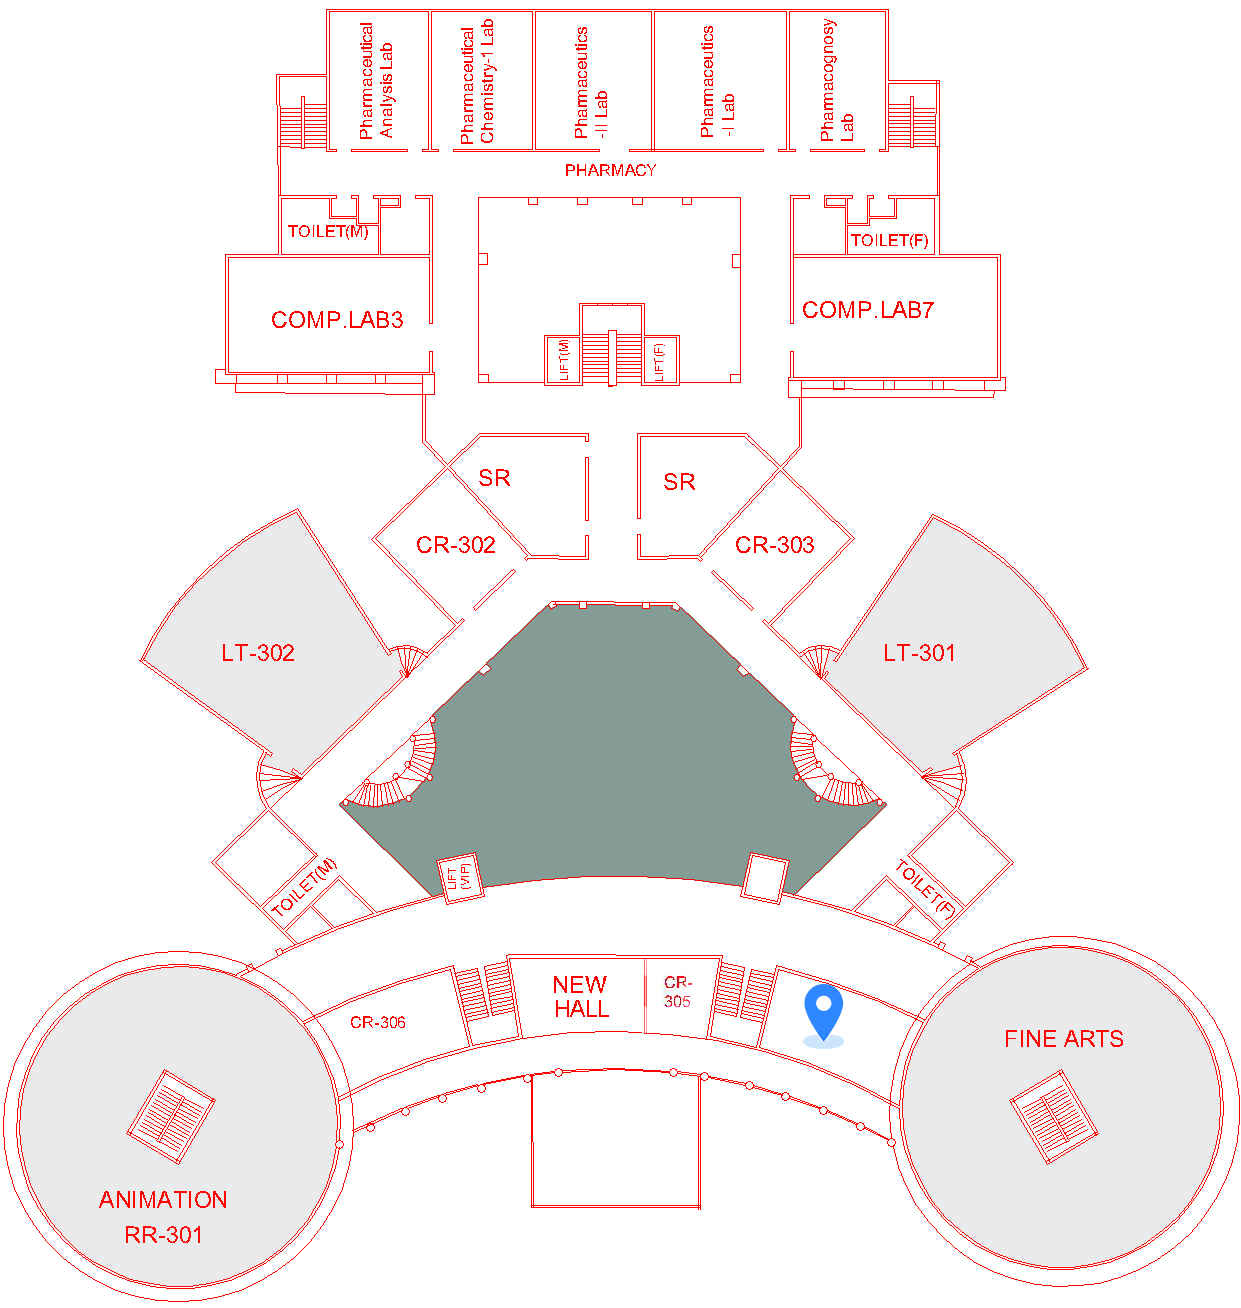 Pharmaceutical
Analysis Lab
Pharmaceutical
Chemistry-1 Lab
Pharmaceutics
-II Lab
Pharmaceutics
-I Lab
Pharmacognosy
Lab
PHARMACY
TOILET(M)
TOILET(F)
COMP.LAB3
COMP.LAB7
LIFT(M)
LIFT(F)
SR
SR
CR-302
CR-303
LT-302
LT-301
TOILET(M)
LIFT
(VIP)
TOILET(F)
NEW
HALL
CR-
305
CR-306
FINE ARTS
ANIMATION
RR-301